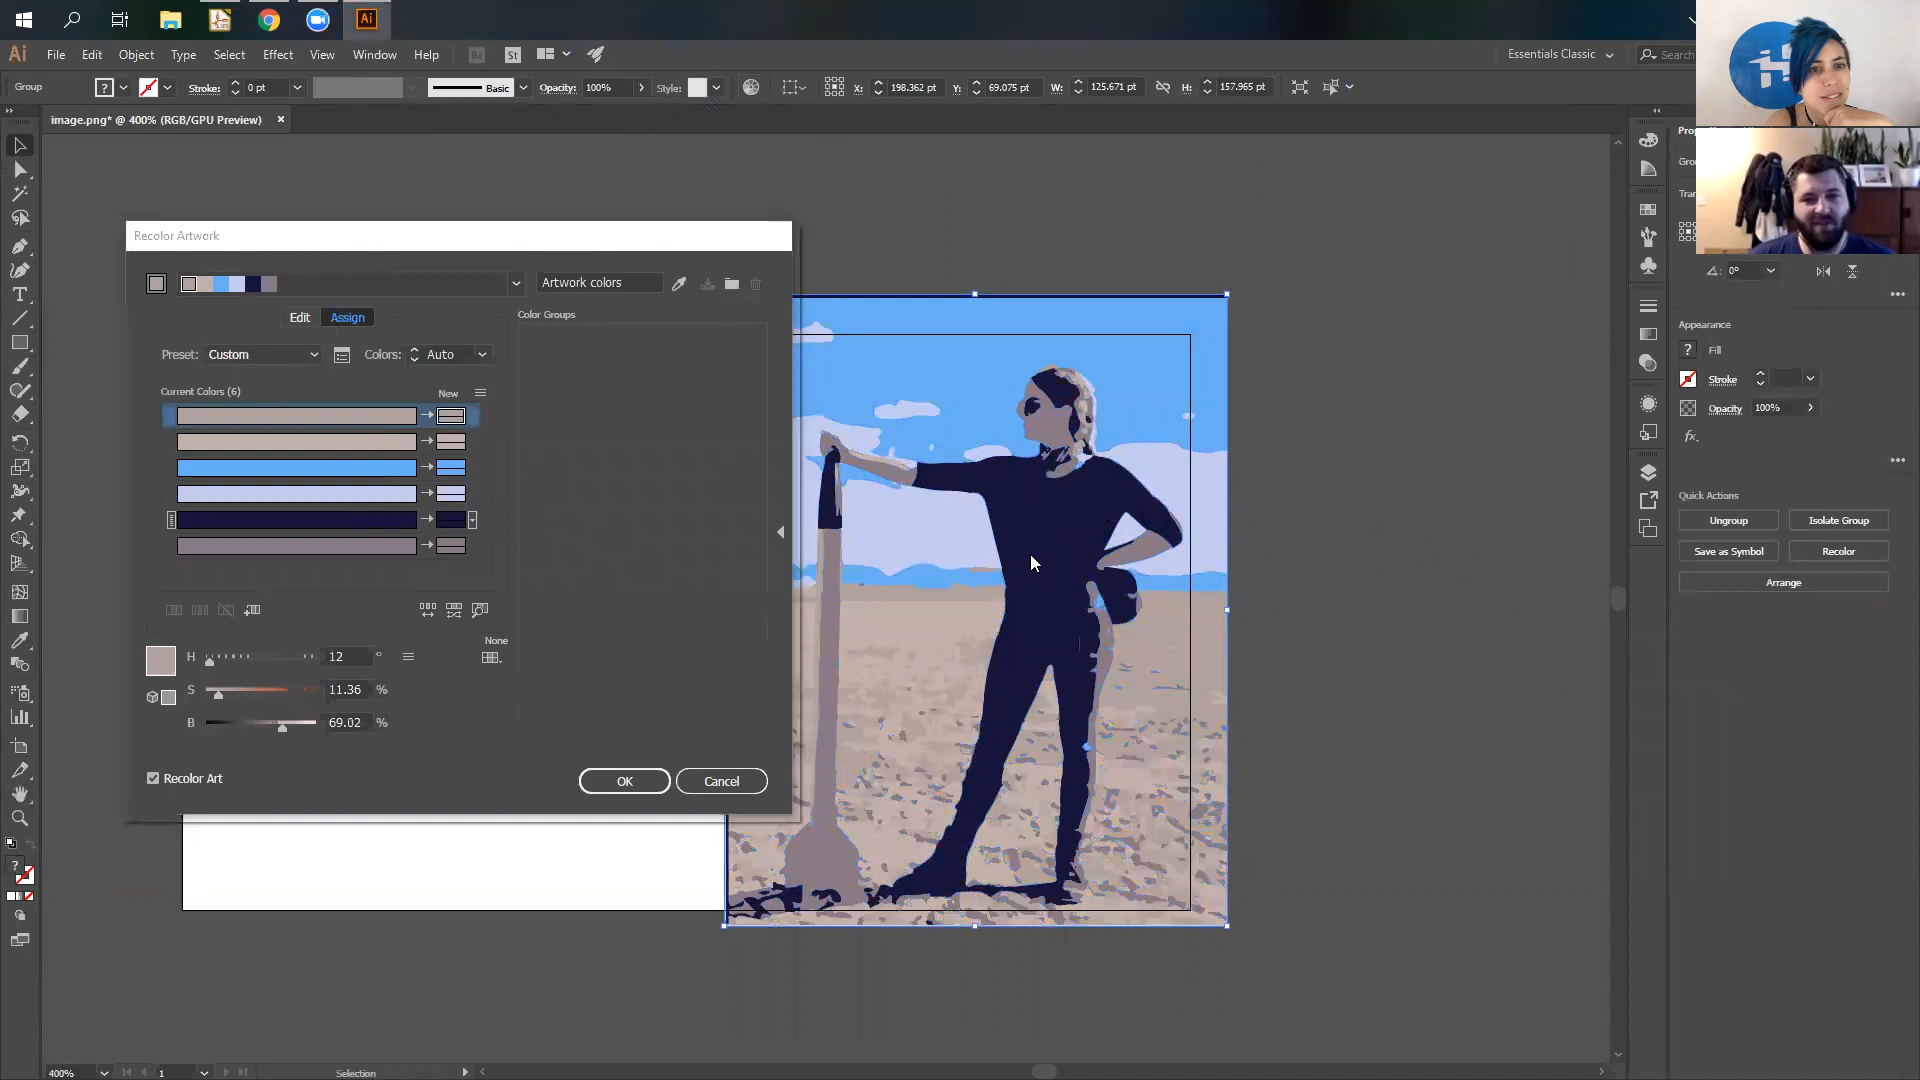 Ai File Edit Object Type Select Effect View Window Help Br St Essentials Classic Search
Group ? Stroke: 0 pt Basic Opacity: 100% Style: X: 198.362 pt Y: 69.075 pt W: 125.671 pt H: 157.965 pt
image.png* @ 400% (RGB/GPU Preview)
Recolor Artwork
Artwork colors
Edit Assign
Color Groups
Preset: Custom Colors: Auto
Current Colors (6) New
None
H 12 °
S 11.36 %
B 69.02 %
Recolor Art
OK Cancel
0°
Appearance
? Fill
Stroke
Opacity 100%
fx.
Quick Actions
Ungroup Isolate Group
Save as Symbol Recolor
Arrange
400% 1 Selection